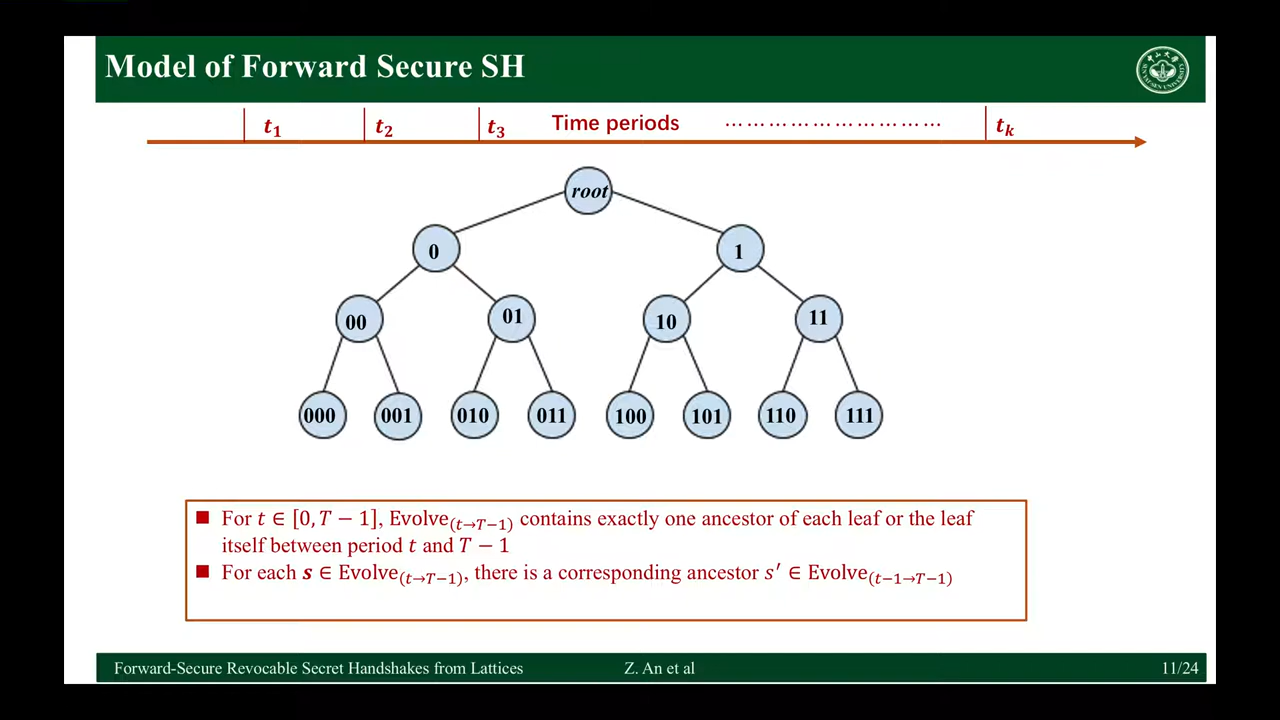 Model of Forward Secure SH
t₁ t₂ t₃ Time periods ⋯⋯⋯⋯⋯⋯⋯⋯⋯⋯ tₖ
root
0 1
00 01 10 11
000 001 010 011 100 101 110 111
■ For t ∈ [0, T − 1], Evolve₍ₜ→T−1₎ contains exactly one ancestor of each leaf or the leaf
itself between period t and T − 1
■ For each s ∈ Evolve₍ₜ→T−1₎, there is a corresponding ancestor s′ ∈ Evolve₍ₜ−1→T−1₎
Forward-Secure Revocable Secret Handshakes from Lattices Z. An et al 11/24